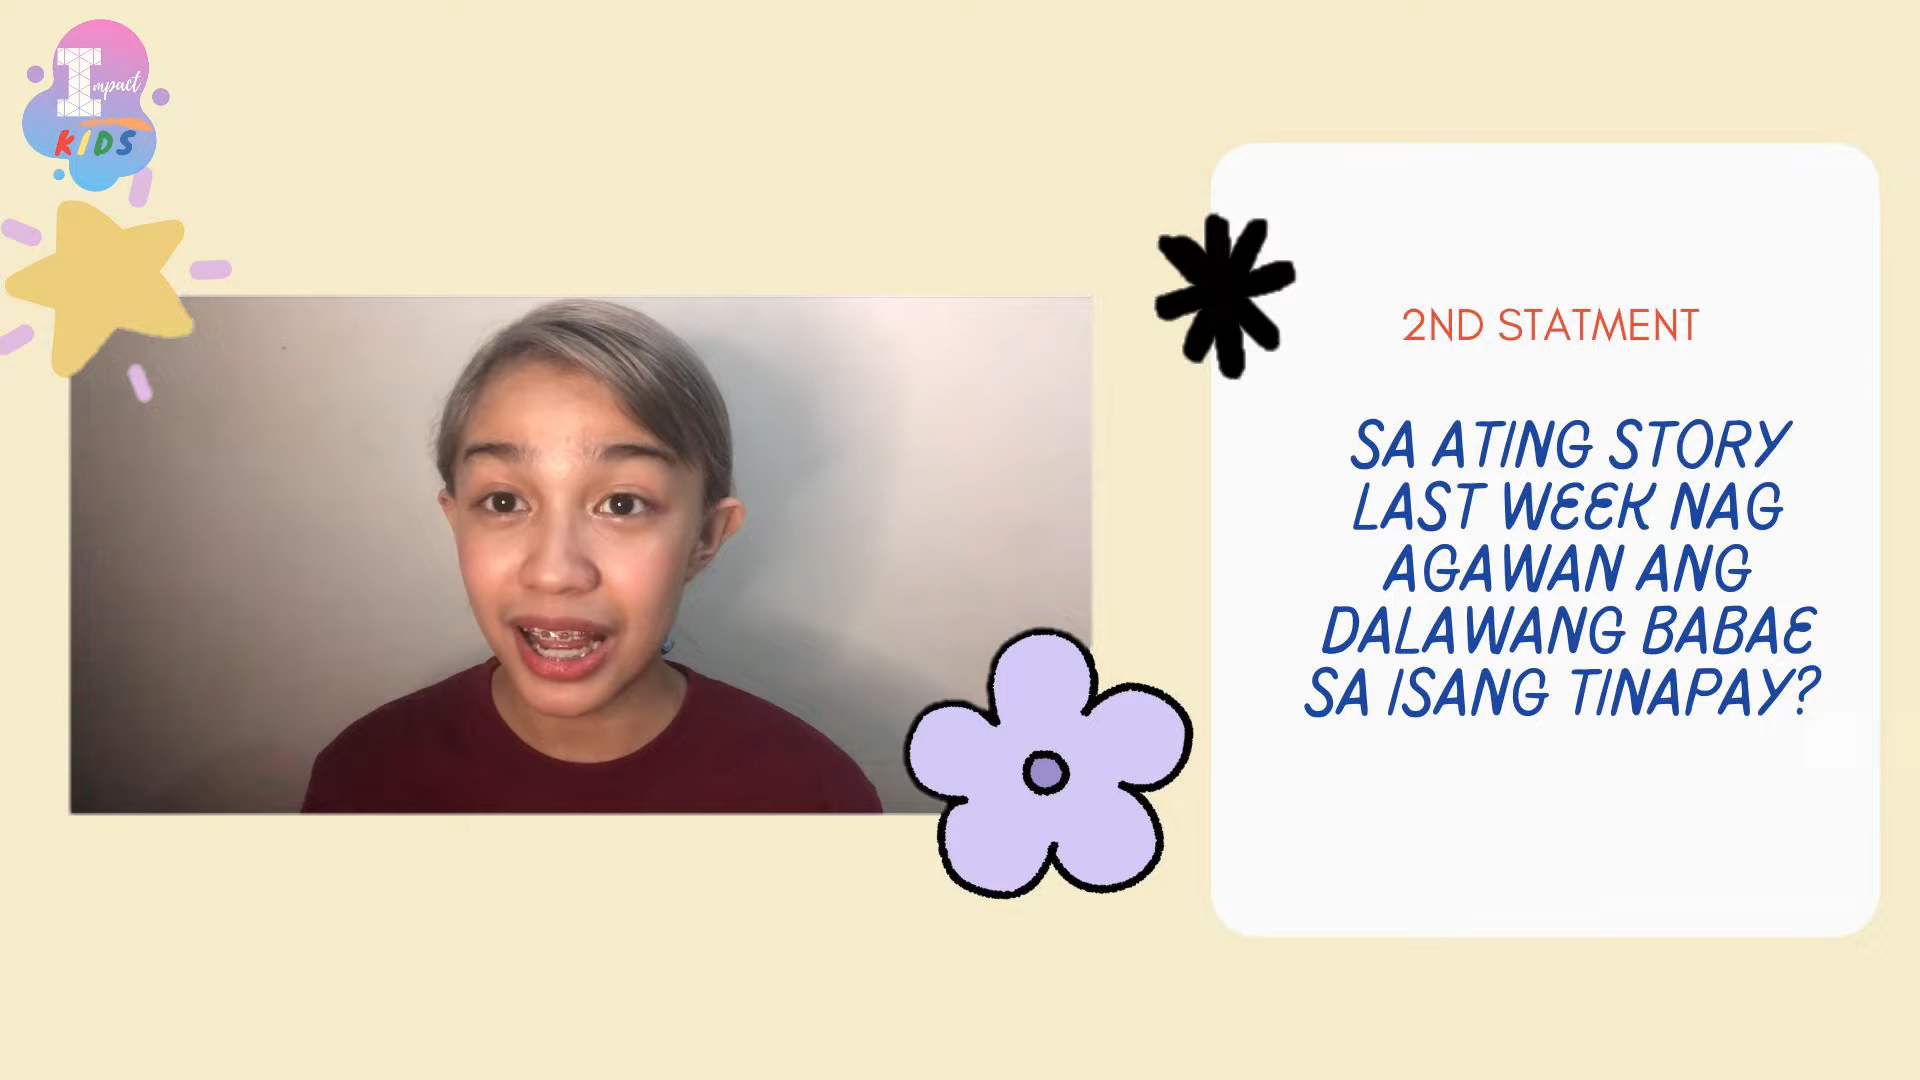 Impact
KIDS
2ND STATMENT
SA ATING STORY
LAST WEEK NAG
AGAWAN ANG
DALAWANG BABAE
SA ISANG TINAPAY?